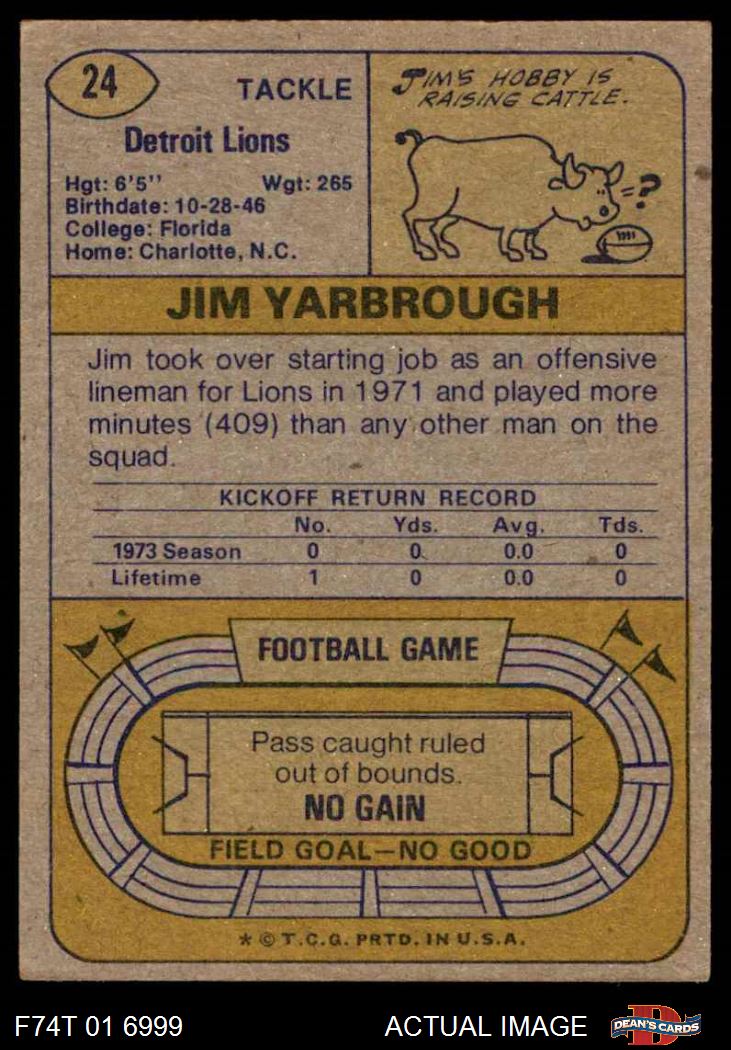 24
TACKLE
Detroit Lions
Hgt: 6'5'' Wgt: 265
Birthdate: 10-28-46
College: Florida
Home: Charlotte, N.C.
JIM'S HOBBY IS
RAISING CATTLE.
=?
JIM YARBROUGH
Jim took over starting job as an offensive
lineman for Lions in 1971 and played more
minutes (409) than any other man on the
squad.
KICKOFF RETURN RECORD
No. Yds. Avg. Tds.
1973 Season 0 0 0.0 0
Lifetime 1 0 0.0 0
FOOTBALL GAME
Pass caught ruled
out of bounds.
NO GAIN
FIELD GOAL—NO GOOD
* © T.C.G. PRTD. IN U.S.A.
F74T 01 6999 ACTUAL IMAGE
D
DEAN'S CARDS